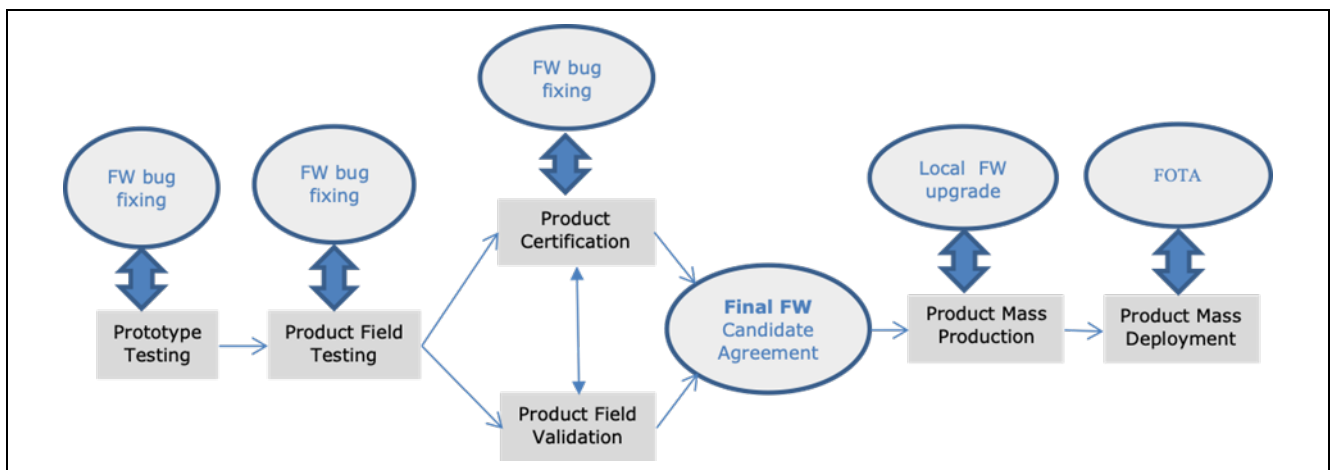 FW bug
fixing
FW bug
fixing
FW bug
fixing
Local FW
upgrade
FOTA
Product
Certification
Prototype
Testing
Product Field
Testing
Final FW
Candidate
Agreement
Product Mass
Production
Product Mass
Deployment
Product Field
Validation